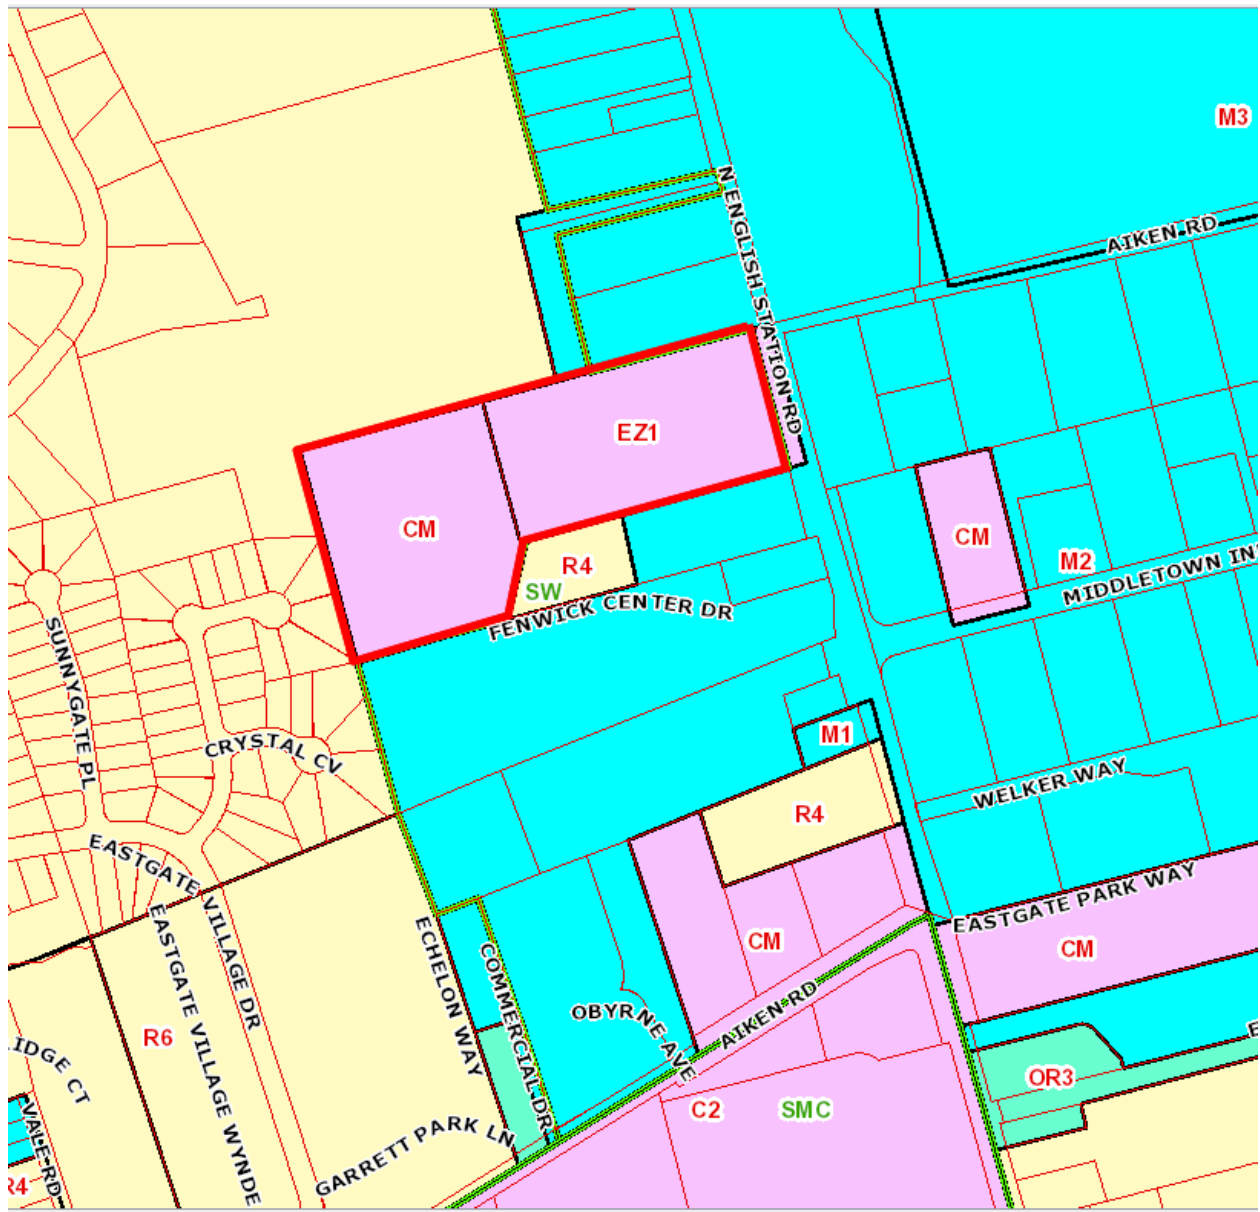 M3
N ENGLISH STATION RD
AIKEN RD
EZ1
CM
CM
R4
SW
M2
MIDDLETOWN IN
FENWICK CENTER DR
SUNNYGATE PL
CRYSTAL CV
M1
WELKER WAY
R4
EASTGATE VILLAGE DR
EASTGATE PARK WAY
EASTGATE VILLAGE WYNDE
ECHELON WAY
COMMERCIAL DR
CM
CM
OBYRNE AVE
AIKEN RD
R6
IDGE CT
OR3
C2
SMC
VALE RD
GARRETT PARK LN
R4
E